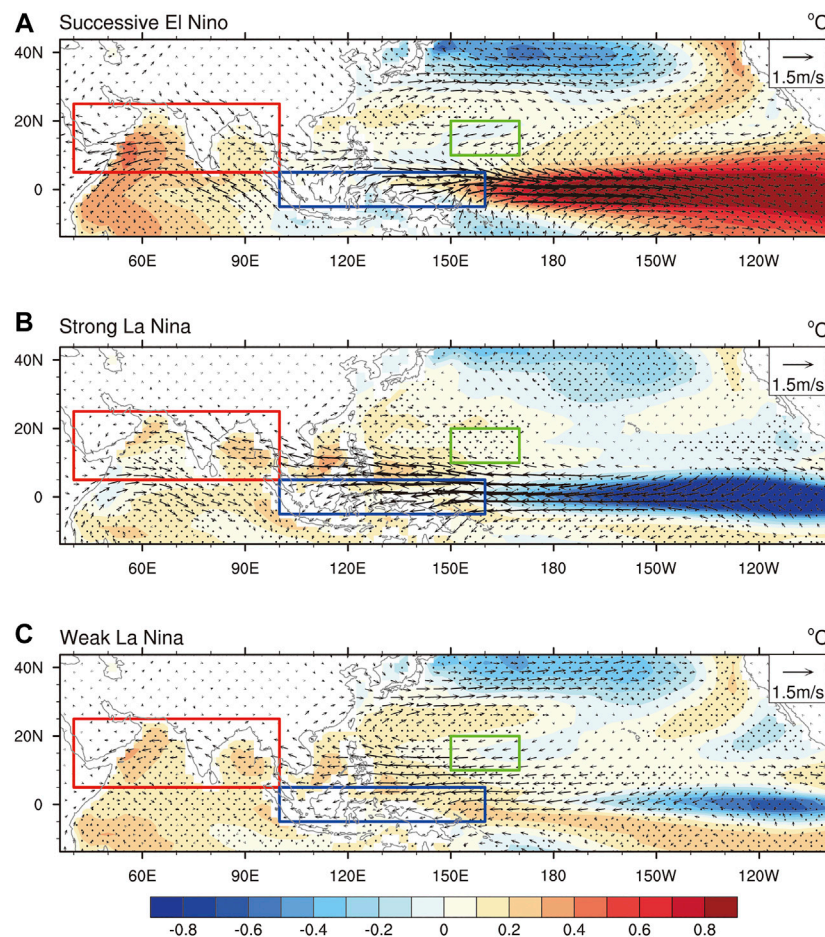 A Successive El Nino °C
40N
1.5m/s
20N
0
60E 90E 120E 150E 180 150W 120W
B Strong La Nina °C
40N
1.5m/s
20N
0
60E 90E 120E 150E 180 150W 120W
C Weak La Nina °C
40N
1.5m/s
20N
0
60E 90E 120E 150E 180 150W 120W
-0.8 -0.6 -0.4 -0.2 0 0.2 0.4 0.6 0.8